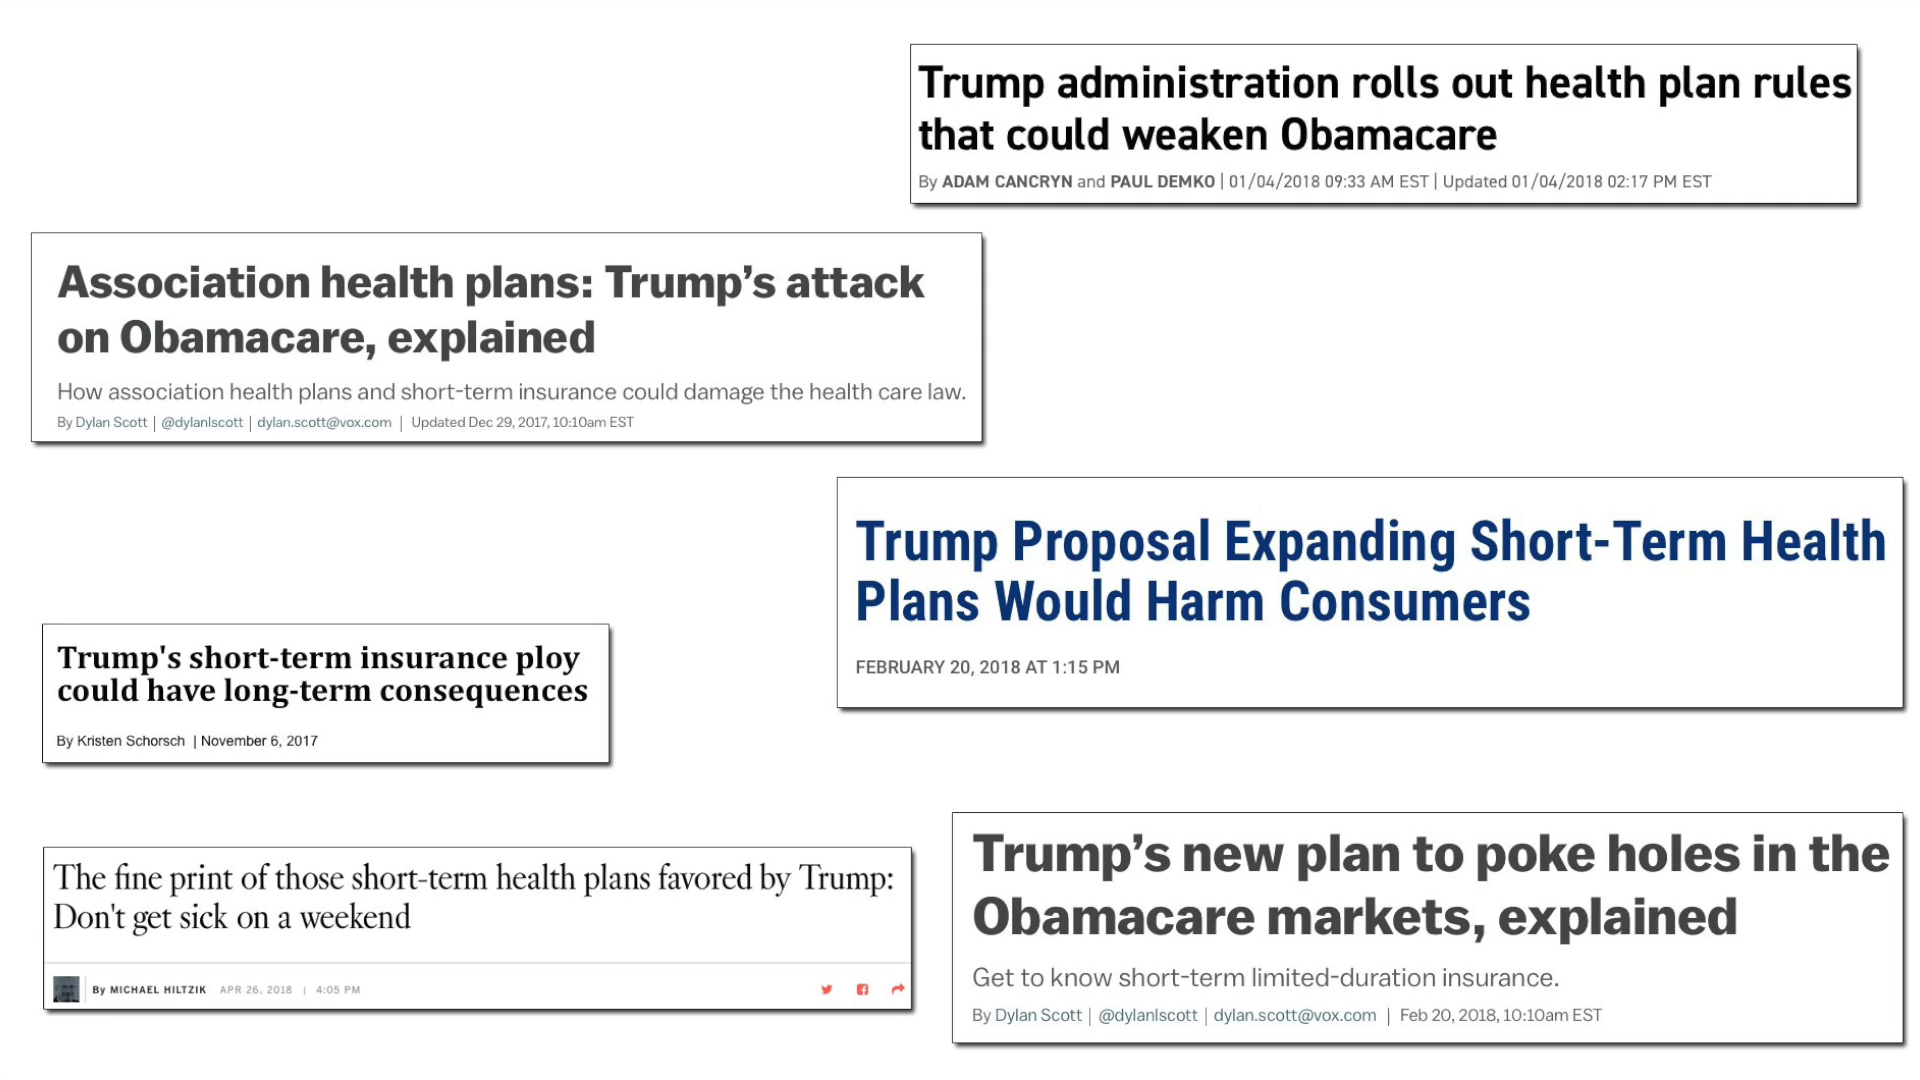 Trump administration rolls out health plan rules
that could weaken Obamacare
By ADAM CANCRYN and PAUL DEMKO | 01/04/2018 09:33 AM EST | Updated 01/04/2018 02:17 PM EST
Association health plans: Trump’s attack
on Obamacare, explained
How association health plans and short-term insurance could damage the health care law.
By Dylan Scott | @dylanlscott | dylan.scott@vox.com | Updated Dec 29, 2017, 10:10am EST
Trump Proposal Expanding Short-Term Health
Plans Would Harm Consumers
FEBRUARY 20, 2018 AT 1:15 PM
Trump's short-term insurance ploy
could have long-term consequences
By Kristen Schorsch | November 6, 2017
The fine print of those short-term health plans favored by Trump:
Don't get sick on a weekend
By MICHAEL HILTZIK APR 26, 2018 | 4:05 PM
Trump’s new plan to poke holes in the
Obamacare markets, explained
Get to know short-term limited-duration insurance.
By Dylan Scott | @dylanlscott | dylan.scott@vox.com | Feb 20, 2018, 10:10am EST